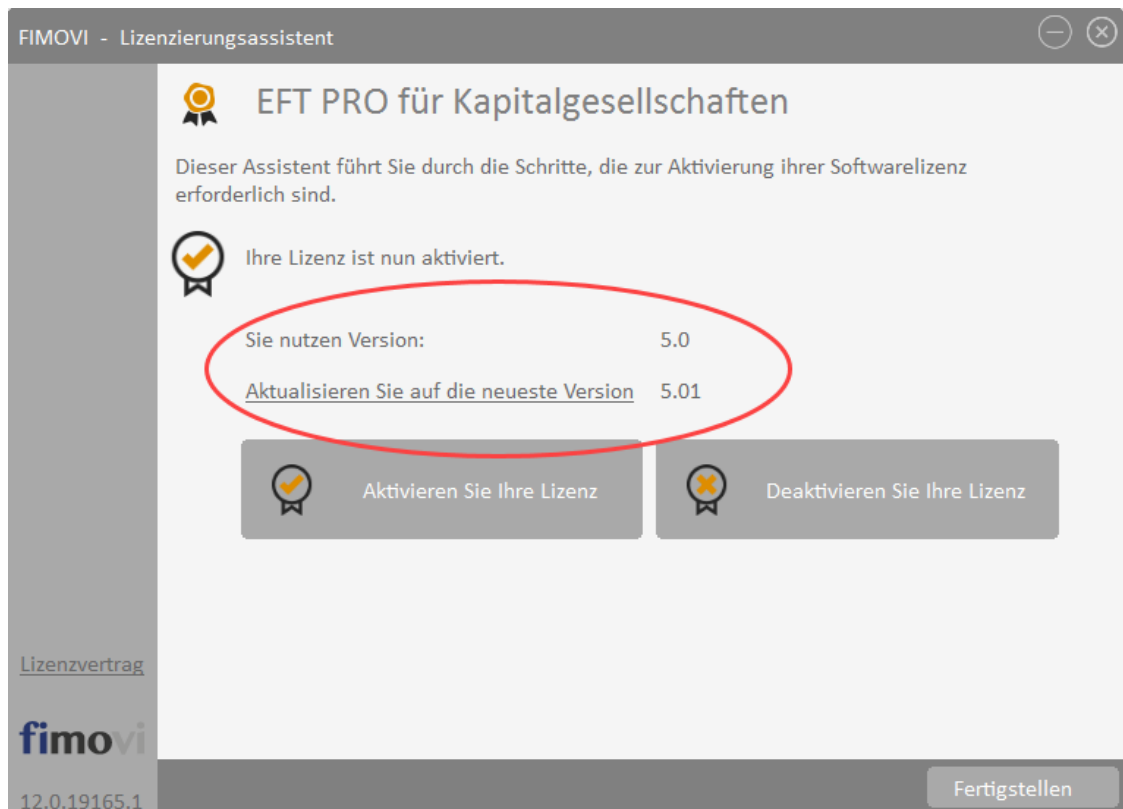 FIMOVI - Lizenzierungsassistent
EFT PRO für Kapitalgesellschaften
Dieser Assistent führt Sie durch die Schritte, die zur Aktivierung ihrer Softwarelizenz
erforderlich sind.
Ihre Lizenz ist nun aktiviert.
Sie nutzen Version: 5.0
Aktualisieren Sie auf die neueste Version 5.01
Aktivieren Sie Ihre Lizenz
Deaktivieren Sie Ihre Lizenz
Lizenzvertrag
fimovi
12.0.19165.1
Fertigstellen